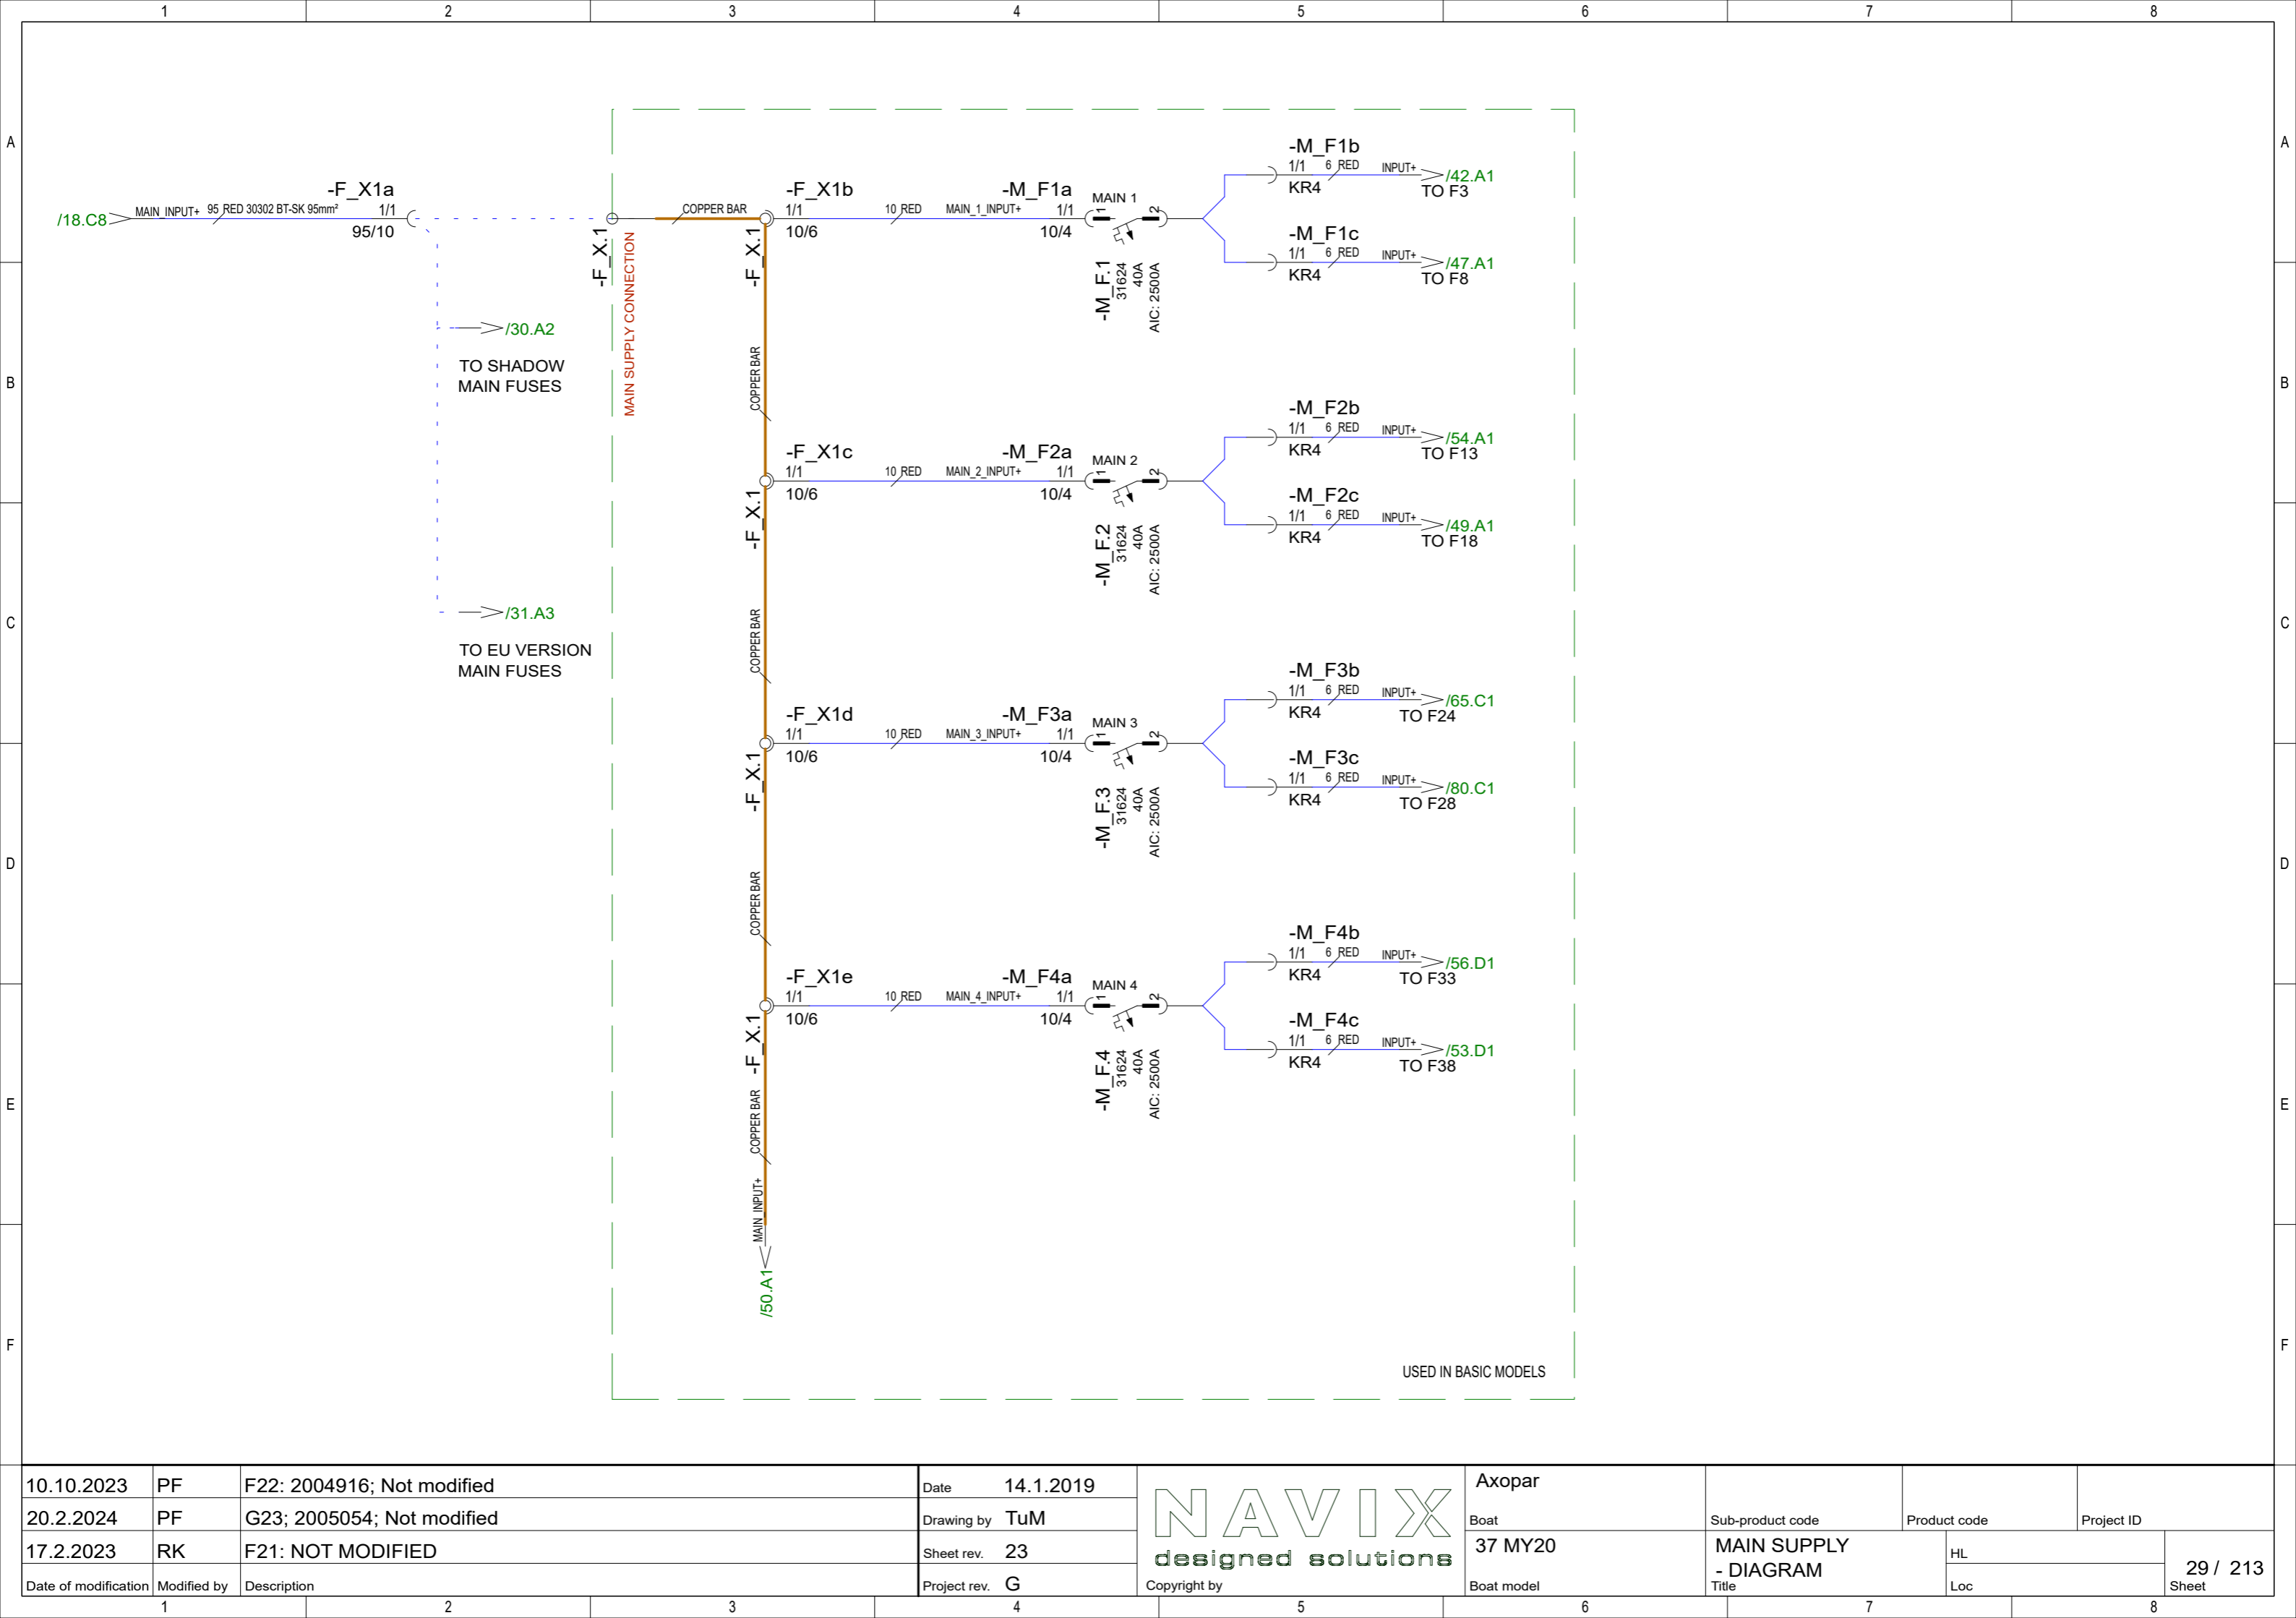 1 2 3 4 5 6 7 8
A A
-M_F1b
1/1 6 RED INPUT+ /42.A1
KR4 TO F3
-F_X1a -F_X1b -M_F1a MAIN 1
/18.C8 MAIN_INPUT+ 95 RED 30302 BT-SK 95mm² 1/1 COPPER BAR 1/1 10 RED MAIN_1_INPUT+ 1/1 1 2
95/10 10/6 10/4
-F_X.1 MAIN SUPPLY CONNECTION -F_X.1
-M_F1c
1/1 6 RED INPUT+ /47.A1
KR4 TO F8
-M_F.1
31624
40A
AIC: 2500A
/30.A2
TO SHADOW
MAIN FUSES
COPPER BAR
B B
-M_F2b
1/1 6 RED INPUT+ /54.A1
KR4 TO F13
-F_X1c -M_F2a MAIN 2
1/1 10 RED MAIN_2_INPUT+ 1/1 1 2
10/6 10/4
-F_X.1
-M_F2c
1/1 6 RED INPUT+ /49.A1
KR4 TO F18
-M_F.2
31624
40A
AIC: 2500A
/31.A3
TO EU VERSION
MAIN FUSES
COPPER BAR
C C
-M_F3b
1/1 6 RED INPUT+ /65.C1
KR4 TO F24
-F_X1d -M_F3a MAIN 3
1/1 10 RED MAIN_3_INPUT+ 1/1 1 2
10/6 10/4
-F_X.1
-M_F3c
1/1 6 RED INPUT+ /80.C1
KR4 TO F28
-M_F.3
31624
40A
AIC: 2500A
D D
COPPER BAR
-M_F4b
1/1 6 RED INPUT+ /56.D1
KR4 TO F33
-F_X1e -M_F4a MAIN 4
1/1 10 RED MAIN_4_INPUT+ 1/1 1 2
10/6 10/4
-F_X.1
-M_F4c
1/1 6 RED INPUT+ /53.D1
KR4 TO F38
-M_F.4
31624
40A
AIC: 2500A
E E
COPPER BAR
MAIN_INPUT+
/50.A1
F F
USED IN BASIC MODELS
10.10.2023 PF F22: 2004916; Not modified
20.2.2024 PF G23; 2005054; Not modified
17.2.2023 RK F21: NOT MODIFIED
Date of modification Modified by Description
Date 14.1.2019
Drawing by TuM
Sheet rev. 23
Project rev. G
NAVIX
designed solutions
Copyright by
Axopar
Boat
37 MY20
Boat model
Sub-product code Product code Project ID
MAIN SUPPLY
- DIAGRAM
Title
HL
Loc
29 / 213
Sheet
1 2 3 4 5 6 7 8